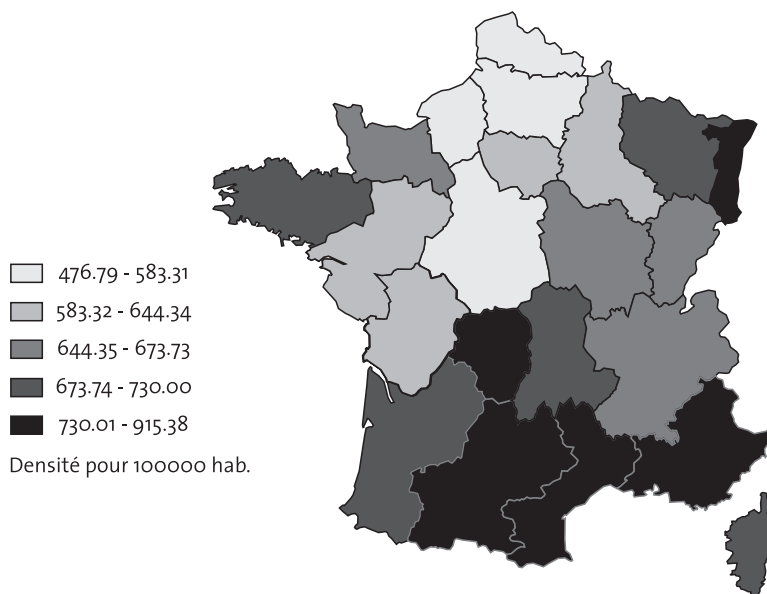 476.79 - 583.31
583.32 - 644.34
644.35 - 673.73
673.74 - 730.00
730.01 - 915.38
Densité pour 100000 hab.